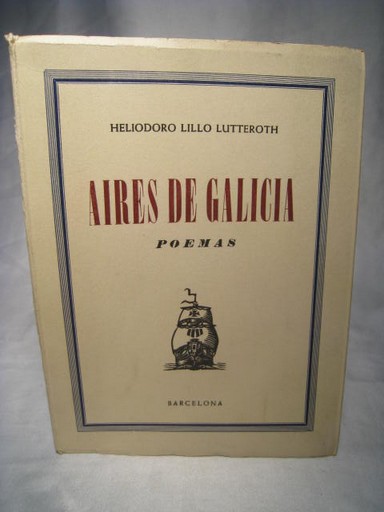 HELIODORO LILLO LUTTEROTH
AIRES DE GALICIA
POEMAS
BARCELONA